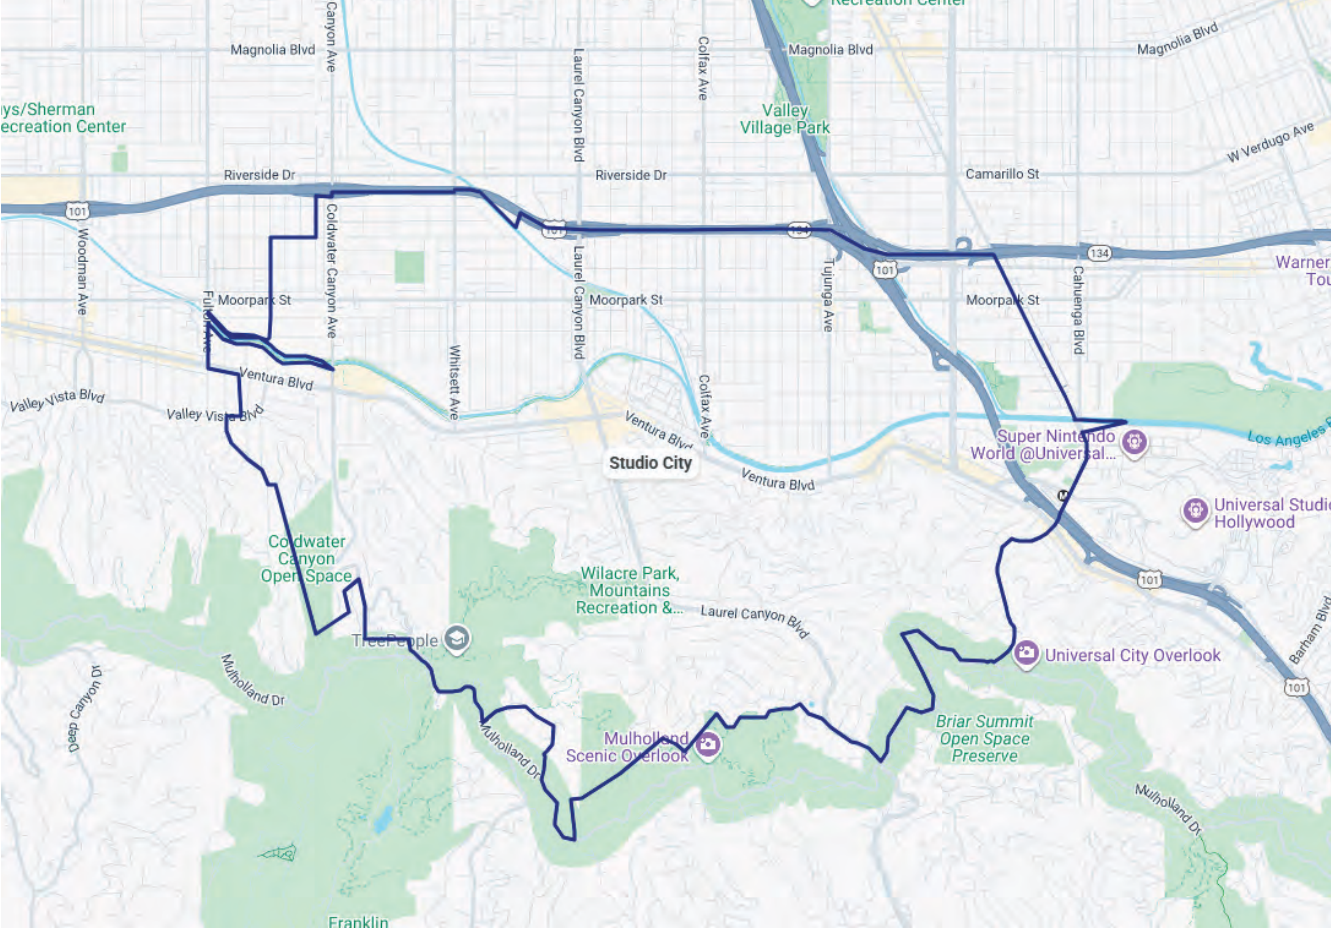 Recreation Center
Canyon Ave
Magnolia Blvd
Laurel Canyon Blvd
Colfax Ave
Magnolia Blvd
Magnolia Blvd
ys/Sherman
ecreation Center
Valley
Village Park
W Verdugo Ave
Riverside Dr
Riverside Dr
Camarillo St
101
Woodman Ave
Coldwater Canyon Ave
101
134
134
101
Laurel Canyon Blvd
Tujunga Ave
Cahuenga Blvd
Warner
Tou
Fulton Ave
Moorpark St
Moorpark St
Moorpark St
Ventura Blvd
Whitsett Ave
Colfax Ave
Valley Vista Blvd
Valley Vista Blvd
Ventura Blvd
Studio City
Ventura Blvd
Super Nintendo
World @Universal...
Los Angeles R
M
Universal Studio
Hollywood
Coldwater
Canyon
Open Space
Wilacre Park,
Mountains
Recreation &...
101
Laurel Canyon Blvd
TreePeople
Universal City Overlook
Barham Blvd
101
Mulholland Dr
Deep Canyon Dr
Mulholland Dr
Mulholland
Scenic Overlook
Briar Summit
Open Space
Preserve
Mulholland Dr
Franklin